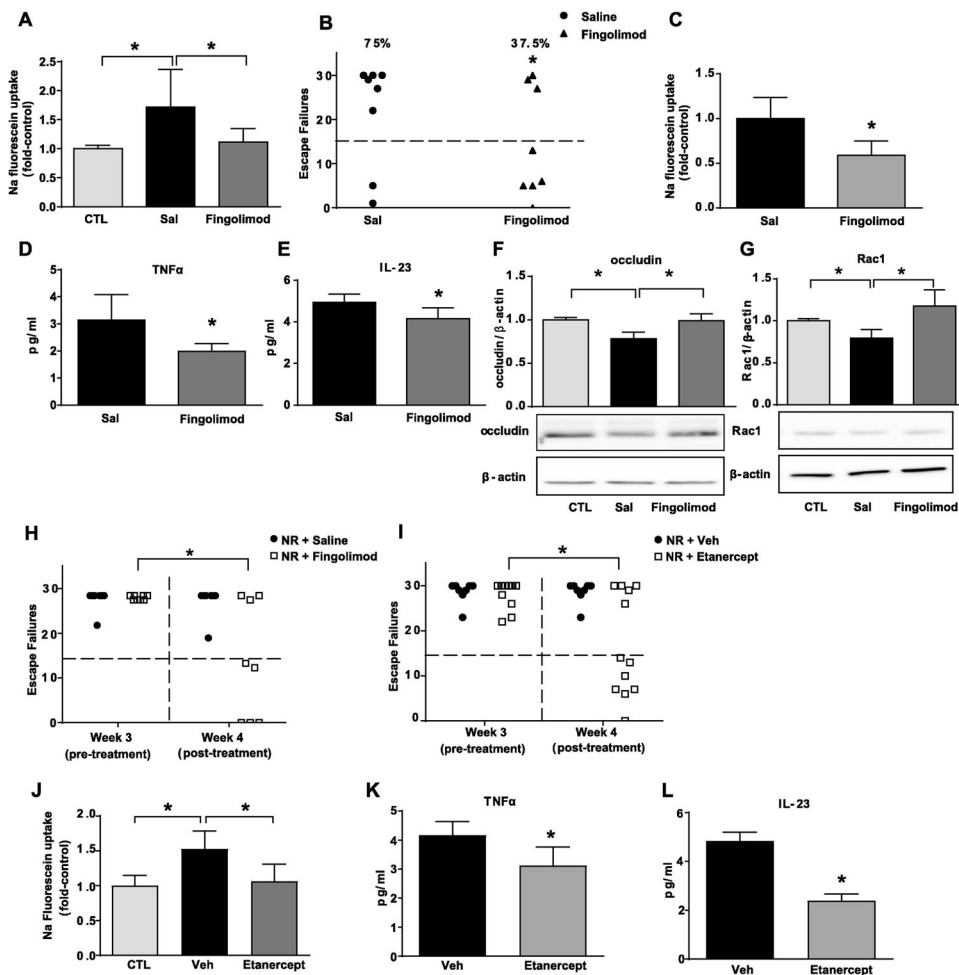 A
Na fluorescein uptake
(fold-control)
2.5
2.0
1.5
1.0
0.5
0.0
*
*
CTL
Sal
Fingolimod
B
● Saline
▲ Fingolimod
75%
37.5%
*
Escape Failures
30
20
10
0
Sal
Fingolimod
C
Na fluorescein uptake
(fold-control)
1.5
1.0
0.5
0.0
*
Sal
Fingolimod
D
TNFα
pg/ml
5
4
3
2
1
0
*
Sal
Fingolimod
E
IL-23
pg/ml
6
4
2
0
*
Sal
Fingolimod
F
occludin
occludin/β-actin
1.5
1.0
0.5
0.0
*
*
occludin
β-actin
CTL
Sal
Fingolimod
G
Rac1
Rac1/β-actin
1.5
1.0
0.5
0.0
*
*
Rac1
β-actin
CTL
Sal
Fingolimod
H
● NR + Saline
□ NR + Fingolimod
*
Escape Failures
30
20
10
0
Week 3
(pre-treatment)
Week 4
(post-treatment)
I
● NR + Veh
□ NR + Etanercept
*
Escape Failures
30
20
10
0
Week 3
(pre-treatment)
Week 4
(post-treatment)
J
Na Fluorescein uptake
(fold-control)
2.0
1.5
1.0
0.5
0.0
*
*
CTL
Veh
Etanercept
K
TNFα
pg/ml
5
4
3
2
1
0
*
Veh
Etanercept
L
IL-23
pg/ml
6
4
2
0
*
Veh
Etanercept